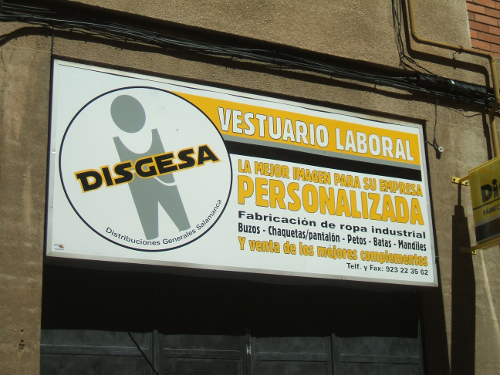 VESTUARIO LABORAL
DISGESA
Distribuciones Generales Salamanca
LA MEJOR IMAGEN PARA SU EMPRESA
PERSONALIZADA
Fabricación de ropa industrial
Buzos - Chaquetas/pantalón - Petos - Batas - Mandiles
Y venta de los mejores complementos
Telf. y Fax: 923 22 35 62
Di